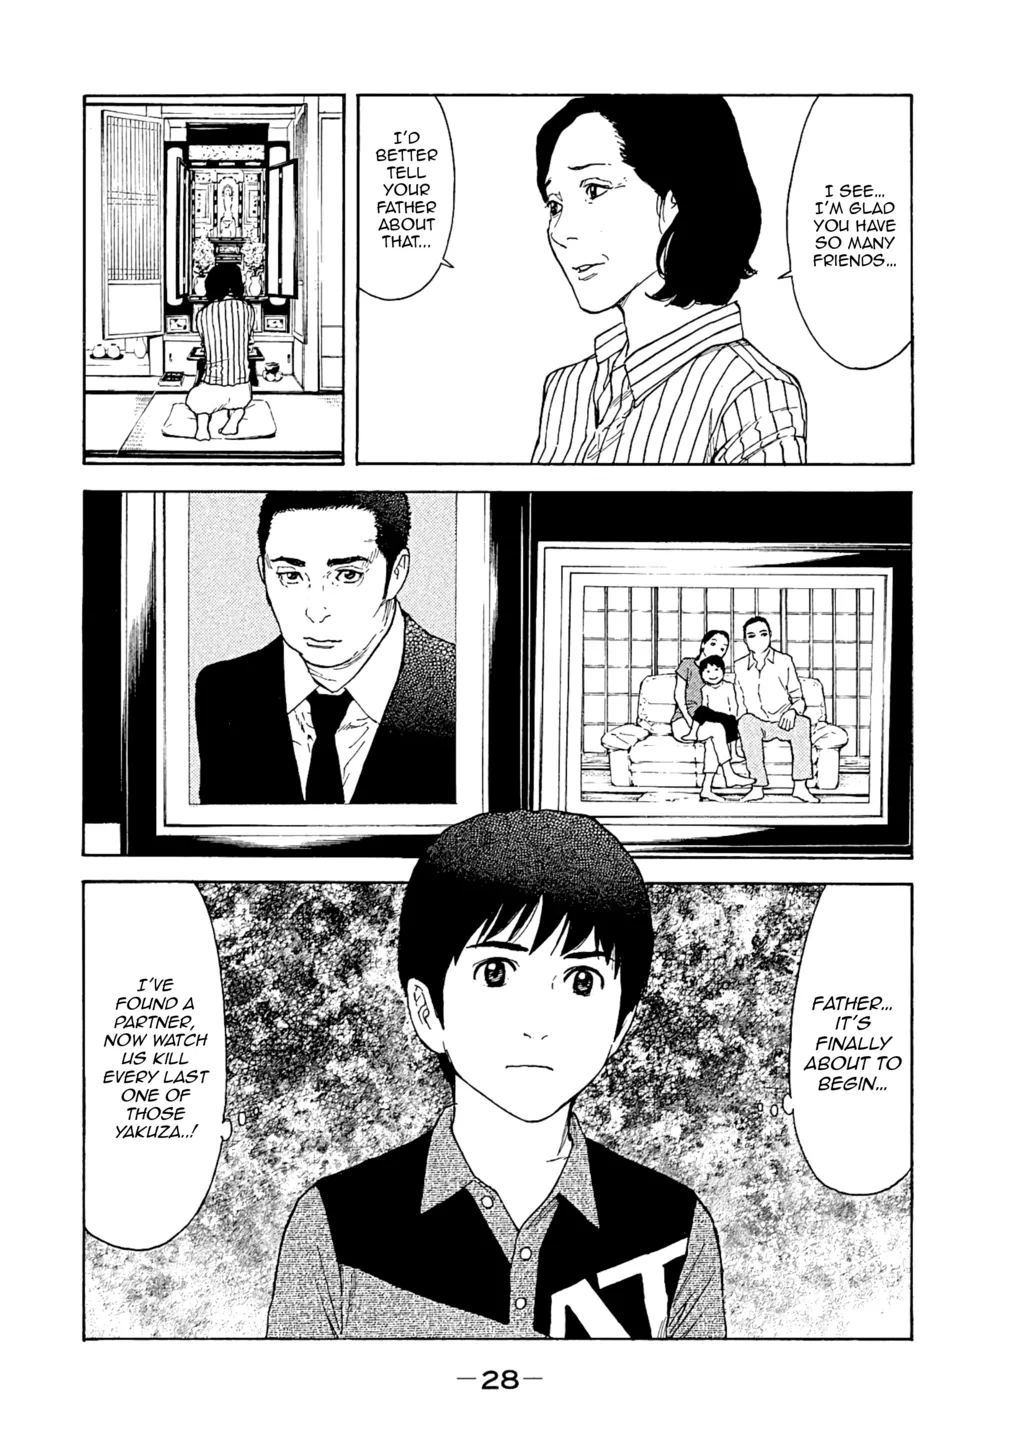 I SEE...
I'M GLAD
YOU HAVE
SO MANY
FRIENDS...
I'D
BETTER
TELL
YOUR
FATHER
ABOUT
THAT...
FATHER...
IT'S
FINALLY
ABOUT TO
BEGIN...
I'VE
FOUND A
PARTNER,
NOW WATCH
US KILL
EVERY LAST
ONE OF
THOSE
YAKUZA..!
AT
—28—